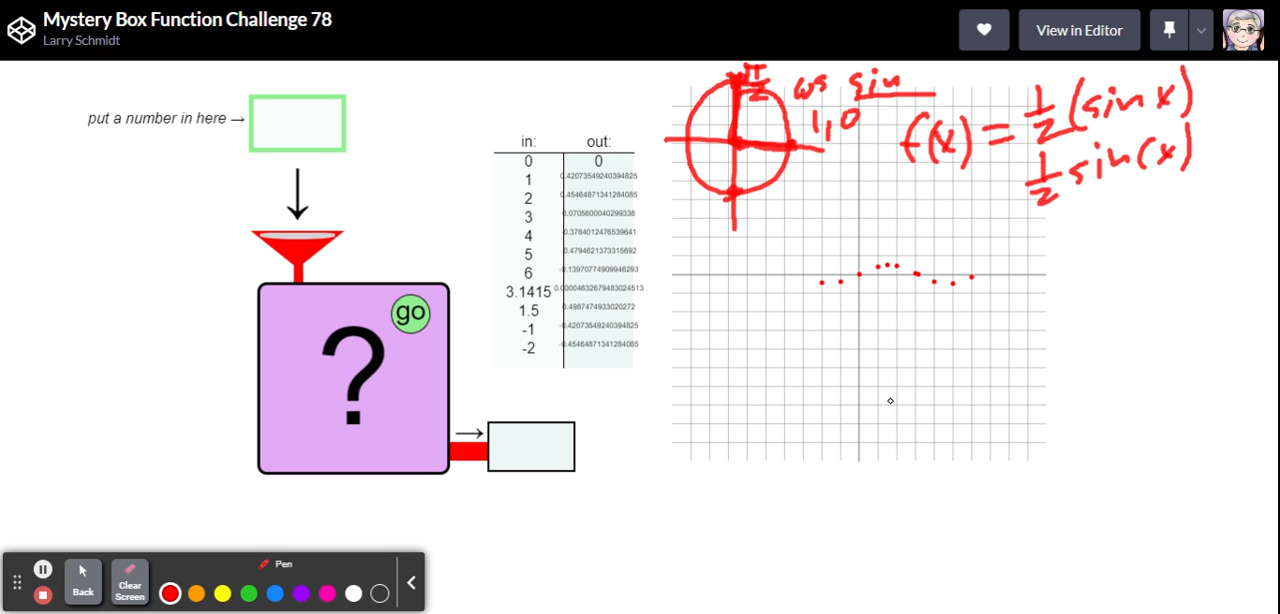 Mystery Box Function Challenge 78
Larry Schmidt
View in Editor
put a number in here →
go
?
in: out:
0 0
1 0.42073549240394825
2 0.45464871341284085
3 0.0705600040299336
4 -0.3784012476539641
5 -0.4794621373315692
6 -0.13970774909946293
3.1415 0.00004632679483024513
1.5 0.4987474933020272
-1 -0.42073549240394825
-2 -0.45464871341284085
π/2
cos sin
1,0
f(x) = 1/2 (sin x)
1/2 sin(x)
Pen
Back
Clear
Screen